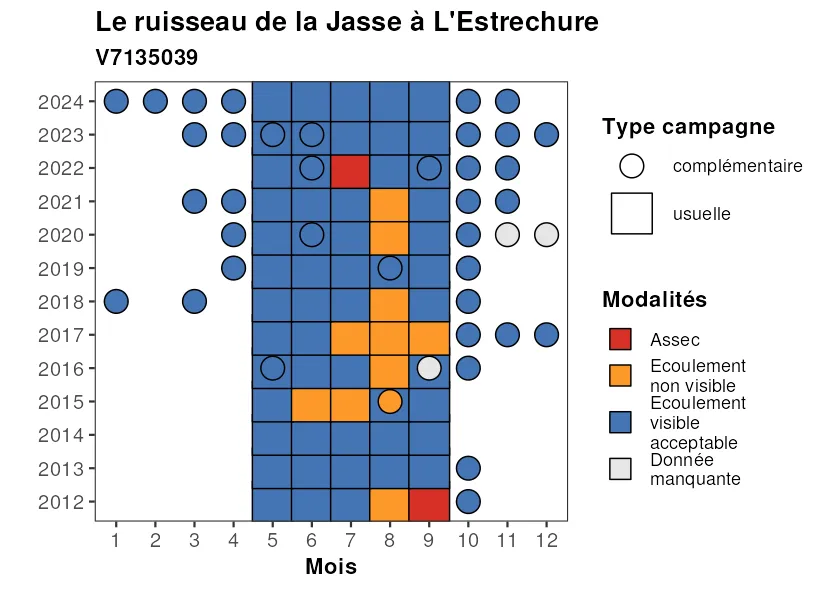 Le ruisseau de la Jasse à L'Estrechure
V7135039
2024
2023
2022
2021
2020
2019
2018
2017
2016
2015
2014
2013
2012
1 2 3 4 5 6 7 8 9 10 11 12
Mois
Type campagne
complémentaire
usuelle
Modalités
Assec
Ecoulement
non visible
Ecoulement
visible
acceptable
Donnée
manquante